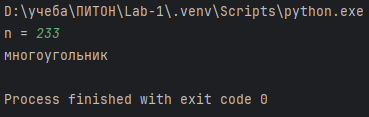 D:\учеба\ПИТОН\Lab-1\.venv\Scripts\python.exe
n = 233
многоугольник
Process finished with exit code 0